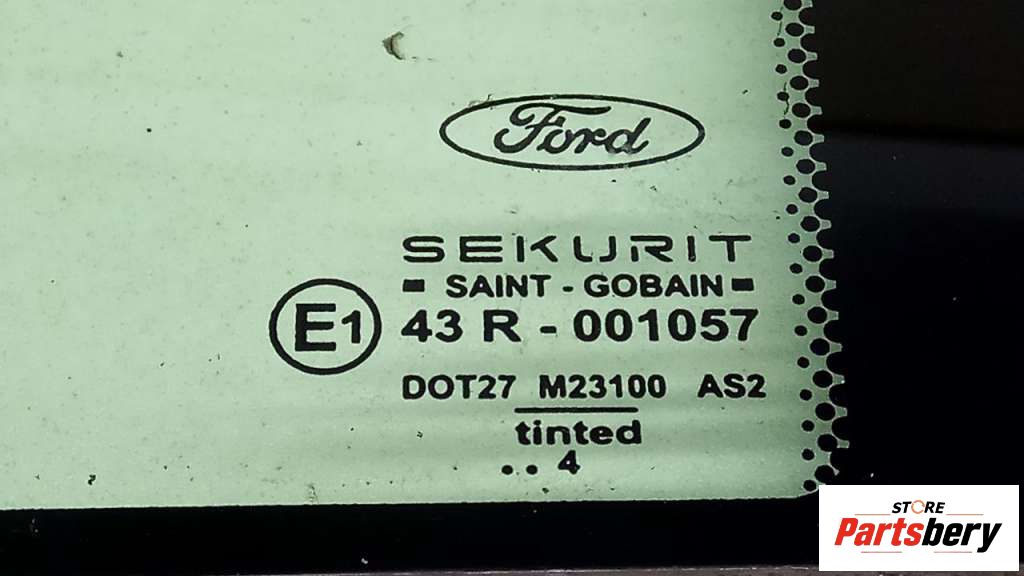 Ford
SEKURIT
SAINT - GOBAIN
E1 43 R - 001057
DOT27 M23100 AS2
tinted
.. 4
STORE
Partsbery